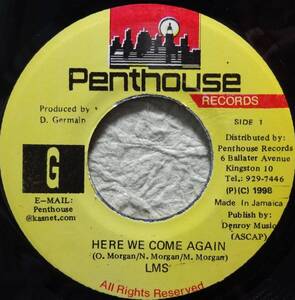 Penthouse
RECORDS
Produced by
D. Germain
SIDE 1
G
E-MAIL:
Penthouse
@kasnet.com
Distributed by:
Penthouse Records
6 Ballater Avenue
Kingston 10
Tel,: 929-7446
(P)(C) 1998
Made In Jamaica
Publish by:
Denroy Music
(ASCAP)
HERE WE COME AGAIN
(O. Morgan/N. Morgan/M. Morgan)
LMS
All Rights Reserved